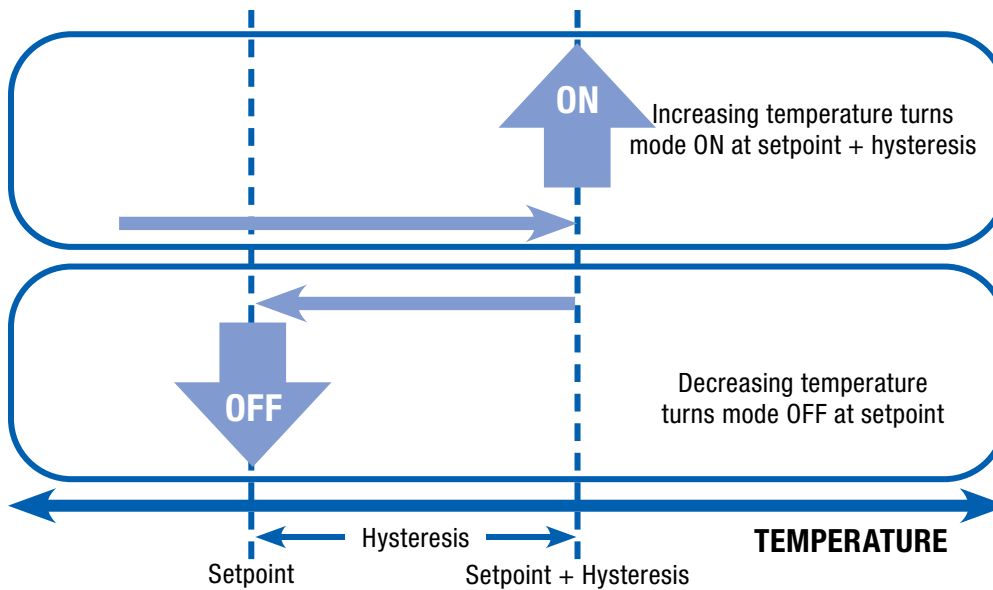 ON
Increasing temperature turns
mode ON at setpoint + hysteresis
OFF
Decreasing temperature
turns mode OFF at setpoint
Hysteresis
TEMPERATURE
Setpoint
Setpoint + Hysteresis